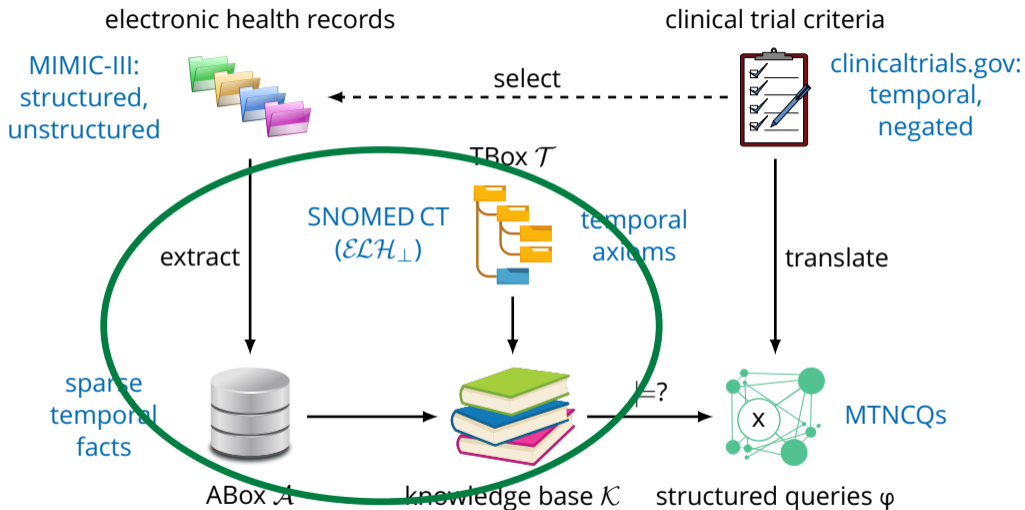 electronic health records
clinical trial criteria
MIMIC-III:
structured,
unstructured
select
clinicaltrials.gov:
temporal,
negated
TBox 𝒯
SNOMED CT
(ℰℒℋ⊥)
temporal
axioms
extract
translate
sparse
temporal
facts
⊨?
x
MTNCQs
ABox 𝒜
knowledge base 𝒦
structured queries φ